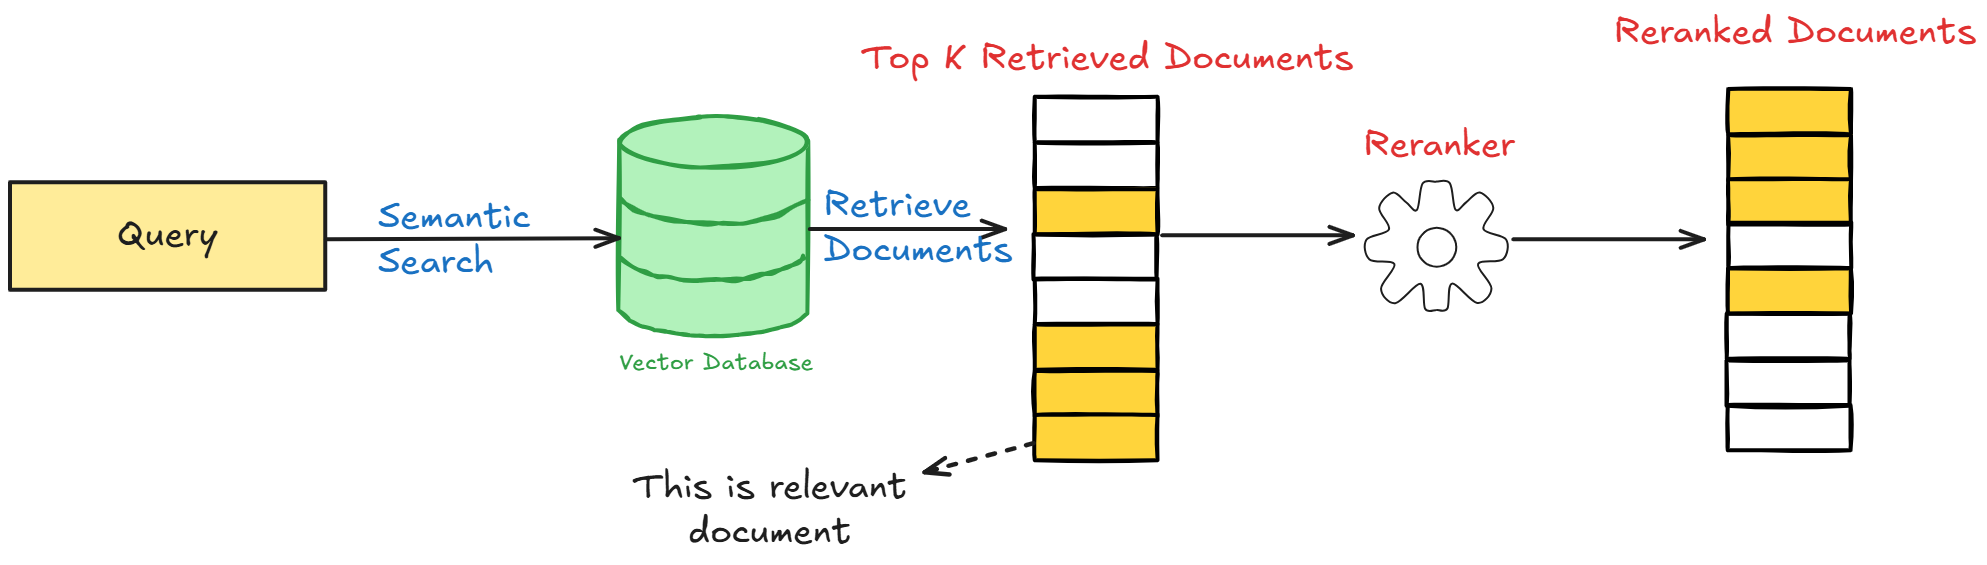 Query
Semantic
Search
Vector Database
Retrieve
Documents
Top K Retrieved Documents
This is relevant
document
Reranker
Reranked Documents